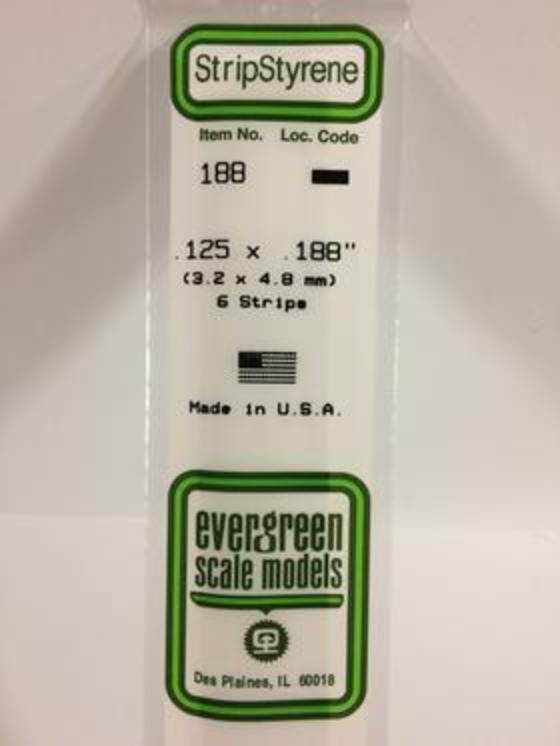 StripStyrene
Item No. Loc. Code
188
.125 x .188"
(3.2 x 4.8 mm)
6 Strips
Made in U.S.A.
evergreen
scale models
Des Plaines, IL 60018